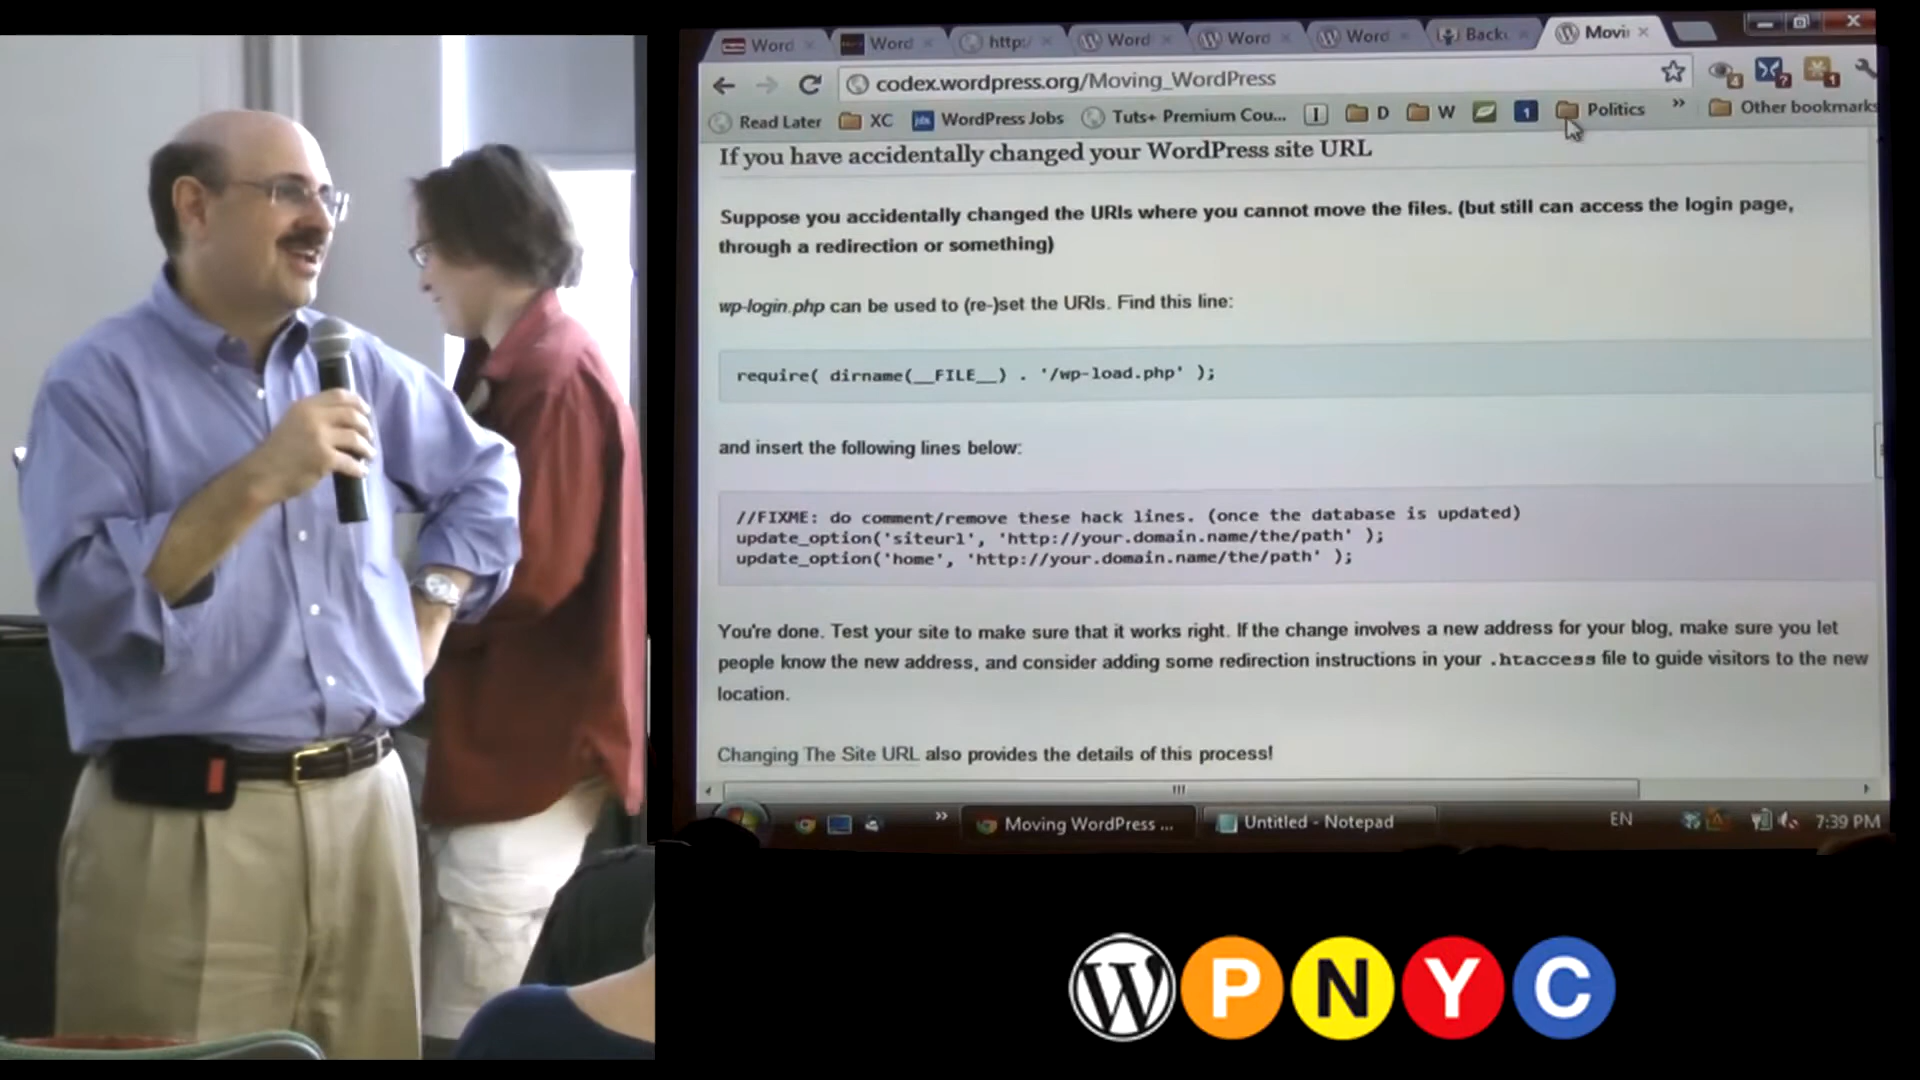 Word
Word
http:/
Word
Word
Word
Back
Movi
codex.wordpress.org/Moving_WordPress
Read Later XC WordPress Jobs Tuts+ Premium Cou... I D W 1 Politics » Other bookmarks
If you have accidentally changed your WordPress site URL
Suppose you accidentally changed the URIs where you cannot move the files. (but still can access the login page,
through a redirection or something)
wp-login.php can be used to (re-)set the URIs. Find this line:
require( dirname(__FILE__) . '/wp-load.php' );
and insert the following lines below:
//FIXME: do comment/remove these hack lines. (once the database is updated)
update_option('siteurl', 'http://your.domain.name/the/path' );
update_option('home', 'http://your.domain.name/the/path' );
You're done. Test your site to make sure that it works right. If the change involves a new address for your blog, make sure you let
people know the new address, and consider adding some redirection instructions in your .htaccess file to guide visitors to the new
location.
Changing The Site URL also provides the details of this process!
» Moving WordPress ... Untitled - Notepad EN 7:39 PM
W P N Y C